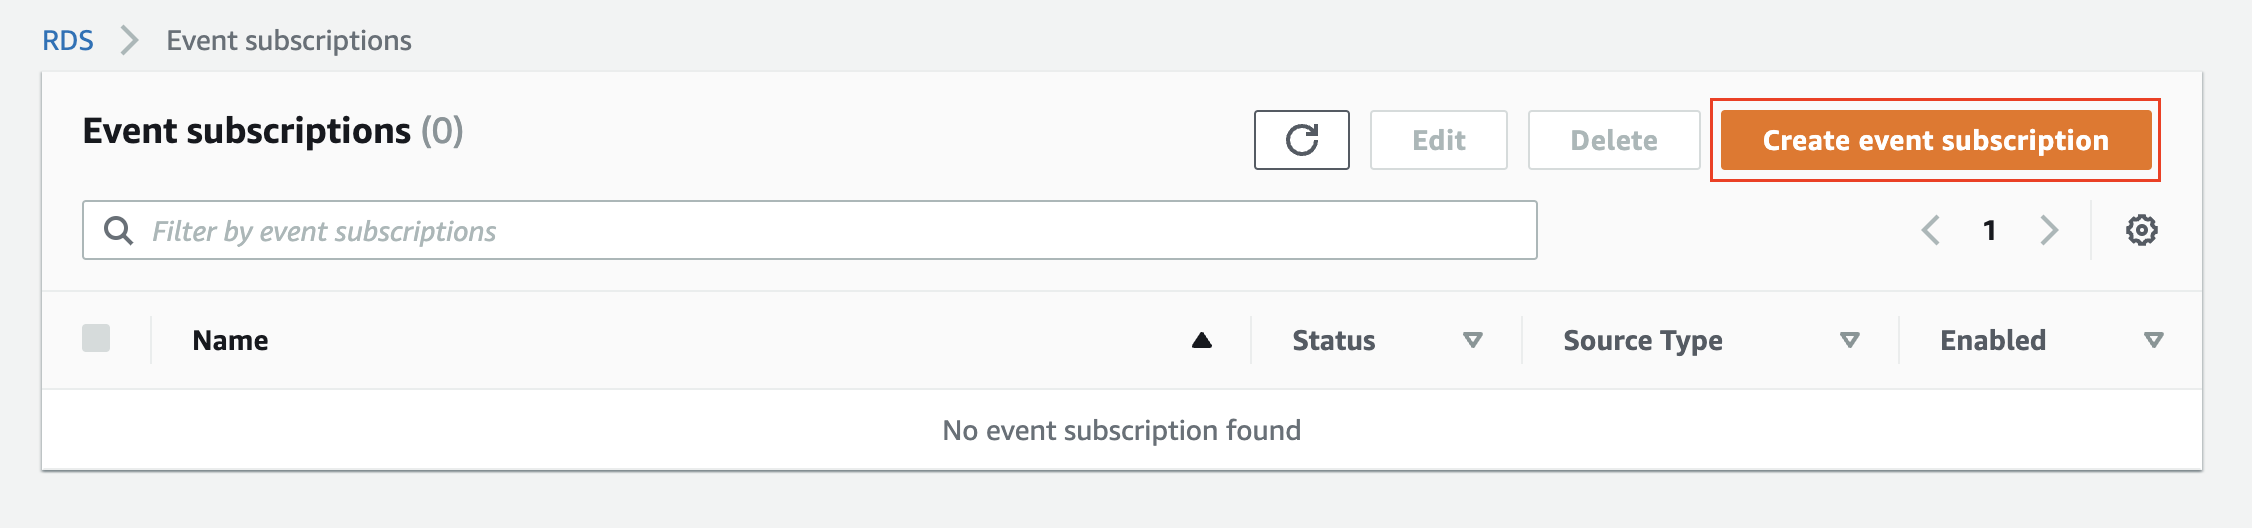 RDS Event subscriptions
Event subscriptions (0)
Edit Delete Create event subscription
Filter by event subscriptions 1
Name Status Source Type Enabled
No event subscription found